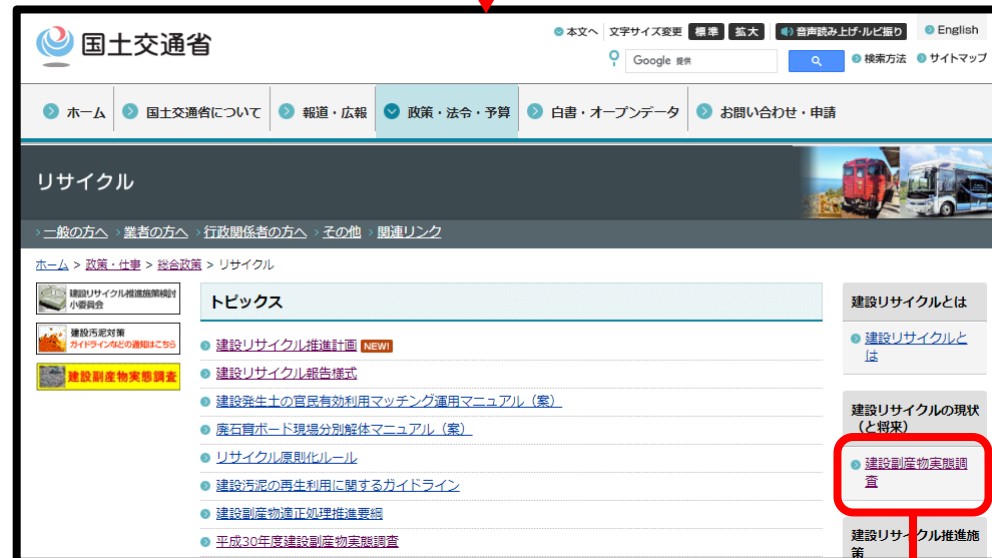 国土交通省
本文へ 文字サイズ変更 標準 拡大 音声読み上げ・ルビ振り English
Google 提供 検索方法 サイトマップ
ホーム 国土交通省について 報道・広報 政策・法令・予算 白書・オープンデータ お問い合わせ・申請
リサイクル
一般の方へ 業者の方へ 行政関係者の方へ その他 関連リンク
ホーム > 政策・仕事 > 総合政策 > リサイクル
建設リサイクル推進施策検討
小委員会
建設汚泥対策
ガイドラインなどの通知はこちら
建設副産物実態調査
トピックス
建設リサイクル推進計画 NEW!
建設リサイクル報告様式
建設発生土の官民有効利用マッチング運用マニュアル（案）
廃石膏ボード現場分別解体マニュアル（案）
リサイクル原則化ルール
建設汚泥の再生利用に関するガイドライン
建設副産物適正処理推進要綱
平成30年度建設副産物実態調査
建設リサイクルとは
建設リサイクルと
は
建設リサイクルの現状
（と将来）
建設副産物実態調
査
建設リサイクル推進施
策